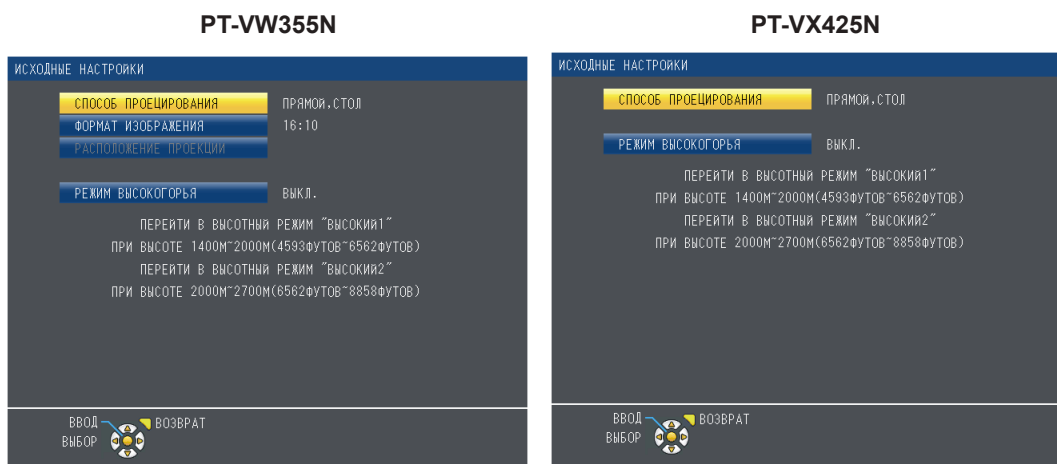 PT-VW355N
ИСХОДНЫЕ НАСТРОЙКИ
СПОСОБ ПРОЕЦИРОВАНИЯ ПРЯМОЙ,СТОЛ
ФОРМАТ ИЗОБРАЖЕНИЯ 16:10
РАСПОЛОЖЕНИЕ ПРОЕКЦИИ
РЕЖИМ ВЫСОКОГОРЬЯ ВЫКЛ.
ПЕРЕЙТИ В ВЫСОТНЫЙ РЕЖИМ "ВЫСОКИЙ1"
ПРИ ВЫСОТЕ 1400М~2000М(4593ФУТОВ~6562ФУТОВ)
ПЕРЕЙТИ В ВЫСОТНЫЙ РЕЖИМ "ВЫСОКИЙ2"
ПРИ ВЫСОТЕ 2000М~2700М(6562ФУТОВ~8858ФУТОВ)
ВВОД ВОЗВРАТ
ВЫБОР
PT-VX425N
ИСХОДНЫЕ НАСТРОЙКИ
СПОСОБ ПРОЕЦИРОВАНИЯ ПРЯМОЙ,СТОЛ
РЕЖИМ ВЫСОКОГОРЬЯ ВЫКЛ.
ПЕРЕЙТИ В ВЫСОТНЫЙ РЕЖИМ "ВЫСОКИЙ1"
ПРИ ВЫСОТЕ 1400М~2000М(4593ФУТОВ~6562ФУТОВ)
ПЕРЕЙТИ В ВЫСОТНЫЙ РЕЖИМ "ВЫСОКИЙ2"
ПРИ ВЫСОТЕ 2000М~2700М(6562ФУТОВ~8858ФУТОВ)
ВВОД ВОЗВРАТ
ВЫБОР